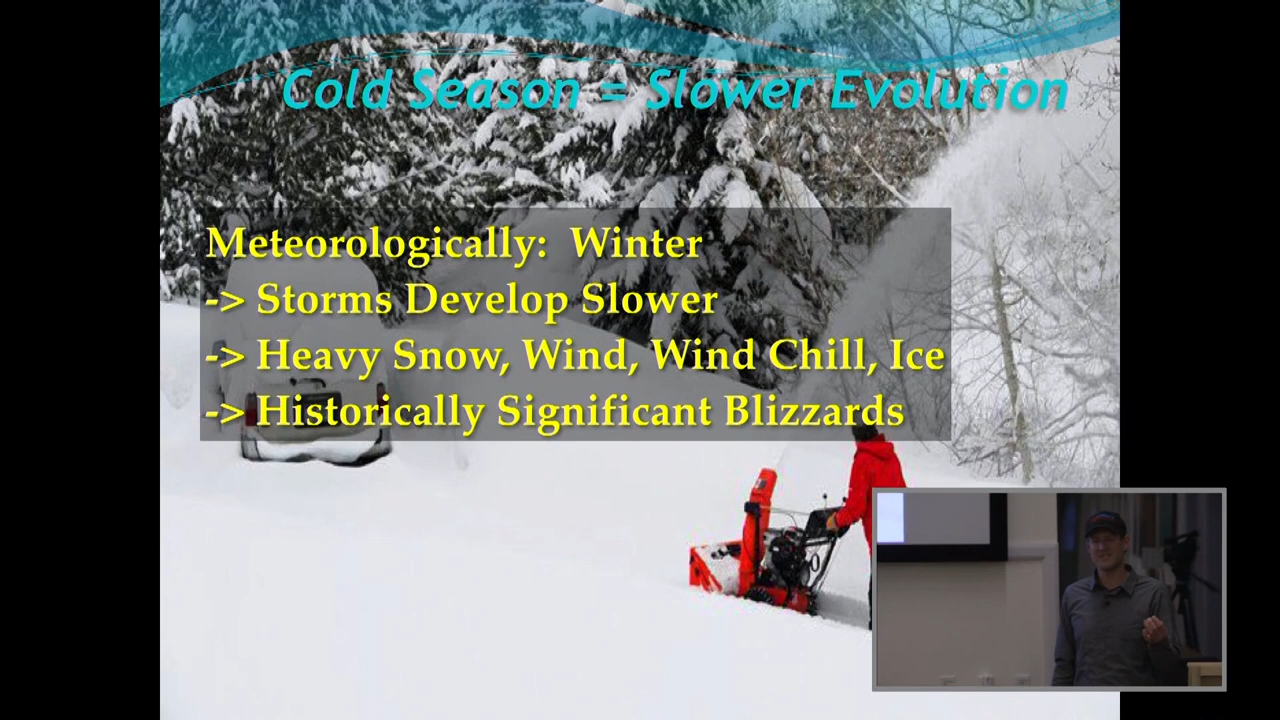 Cold Season = Slower Evolution
Meteorologically: Winter
-> Storms Develop Slower
-> Heavy Snow, Wind, Wind Chill, Ice
-> Historically Significant Blizzards